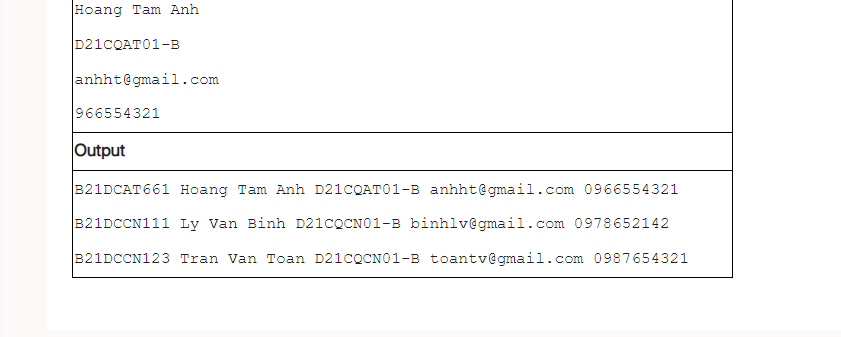 Hoang Tam Anh
D21CQAT01-B
anhht@gmail.com
966554321
Output
B21DCAT661 Hoang Tam Anh D21CQAT01-B anhht@gmail.com 0966554321
B21DCCN111 Ly Van Binh D21CQCN01-B binhlv@gmail.com 0978652142
B21DCCN123 Tran Van Toan D21CQCN01-B toantv@gmail.com 0987654321